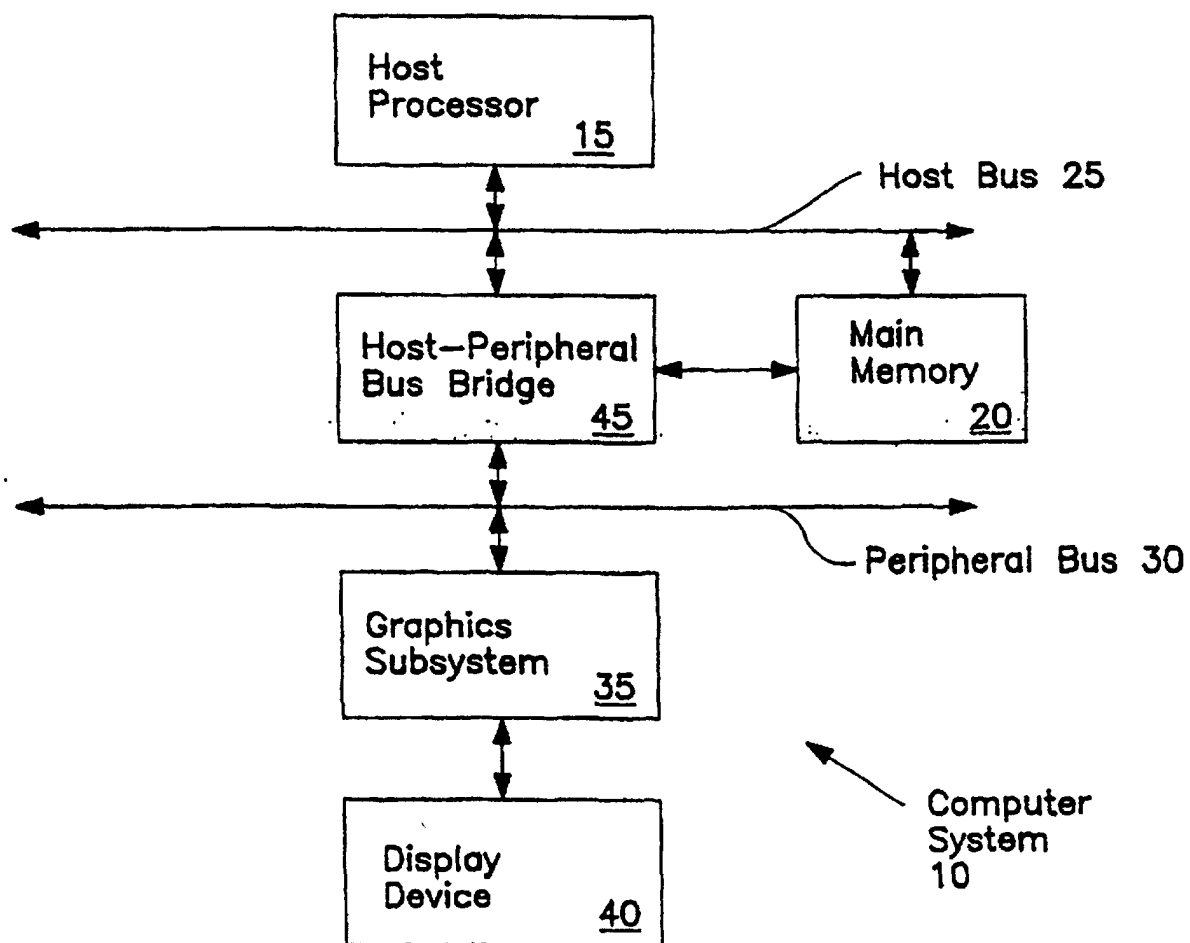 Host
Processor
15
Host Bus 25
Host-Peripheral
Bus Bridge
45
Main
Memory
20
Peripheral Bus 30
Graphics
Subsystem
35
Computer
System
10
Display
Device
40